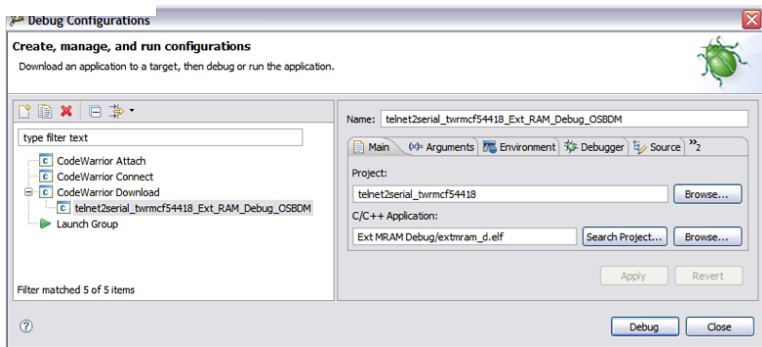 Debug Configurations
Create, manage, and run configurations
Download an application to a target, then debug or run the application.
type filter text
CodeWarrior Attach
CodeWarrior Connect
CodeWarrior Download
telnet2serial_twrmcf54418_Ext_RAM_Debug_OSBDM
Launch Group
Filter matched 5 of 5 items
Name: telnet2serial_twrmcf54418_Ext_RAM_Debug_OSBDM
Main (x)= Arguments Environment Debugger Source »2
Project:
telnet2serial_twrmcf54418 Browse...
C/C++ Application:
Ext MRAM Debug/extmram_d.elf Search Project... Browse...
Apply Revert
Debug Close